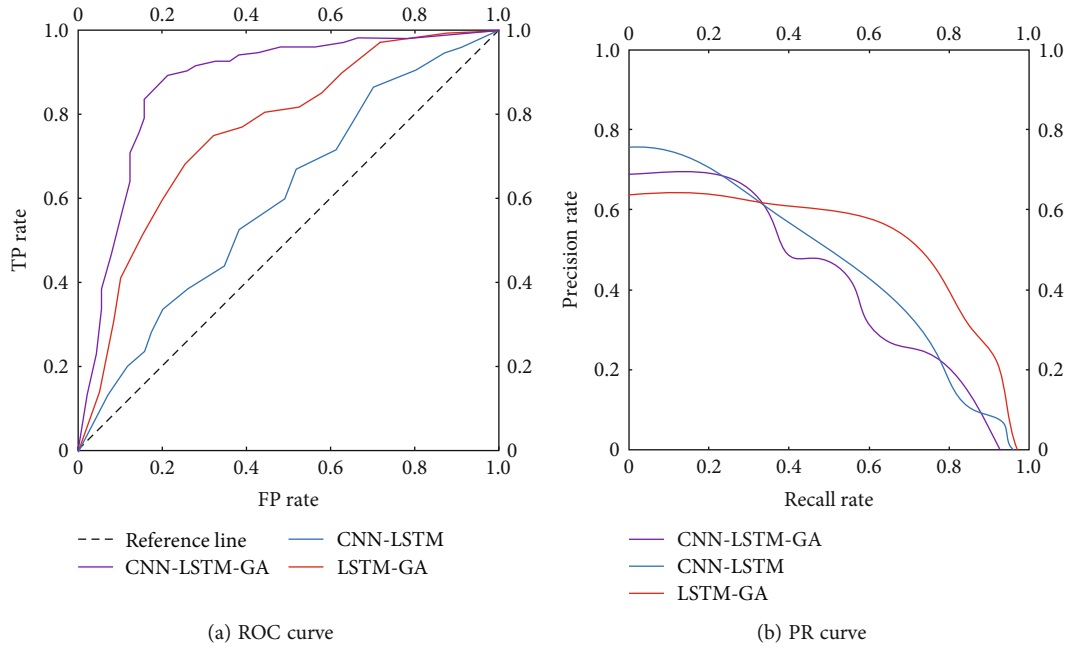 0 0.2 0.4 0.6 0.8 1.0
1.0 1.0
0.8 0.8
0.6 0.6
0.4 0.4
0.2 0.2
0 0
0 0.2 0.4 0.6 0.8 1.0
TP rate
FP rate
Reference line CNN-LSTM
CNN-LSTM-GA LSTM-GA
(a) ROC curve
0 0.2 0.4 0.6 0.8 1.0
1.0 1.0
0.8 0.8
0.6 0.6
0.4 0.4
0.2 0.2
0 0
0 0.2 0.4 0.6 0.8 1.0
Precision rate
Recall rate
CNN-LSTM-GA
CNN-LSTM
LSTM-GA
(b) PR curve